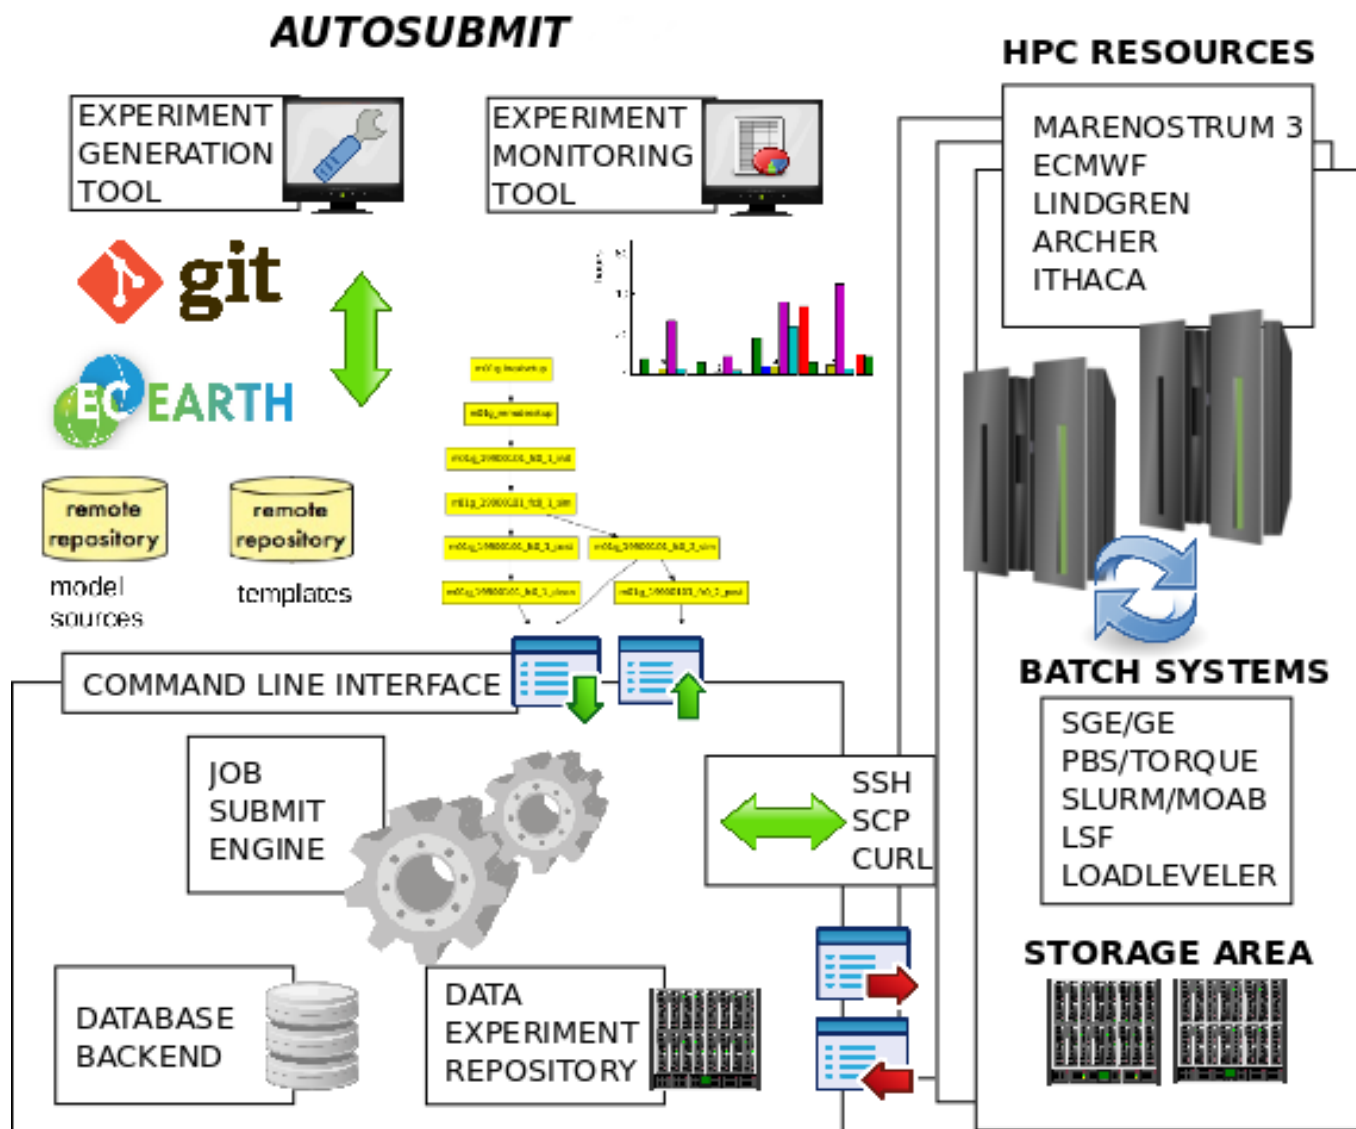 AUTOSUBMIT
EXPERIMENT
GENERATION
TOOL
EXPERIMENT
MONITORING
TOOL
git
EC EARTH
remote
repository
model
sources
remote
repository
templates
COMMAND LINE INTERFACE
JOB
SUBMIT
ENGINE
SSH
SCP
CURL
DATABASE
BACKEND
DATA
EXPERIMENT
REPOSITORY
HPC RESOURCES
MARENOSTRUM 3
ECMWF
LINDGREN
ARCHER
ITHACA
BATCH SYSTEMS
SGE/GE
PBS/TORQUE
SLURM/MOAB
LSF
LOADLEVELER
STORAGE AREA